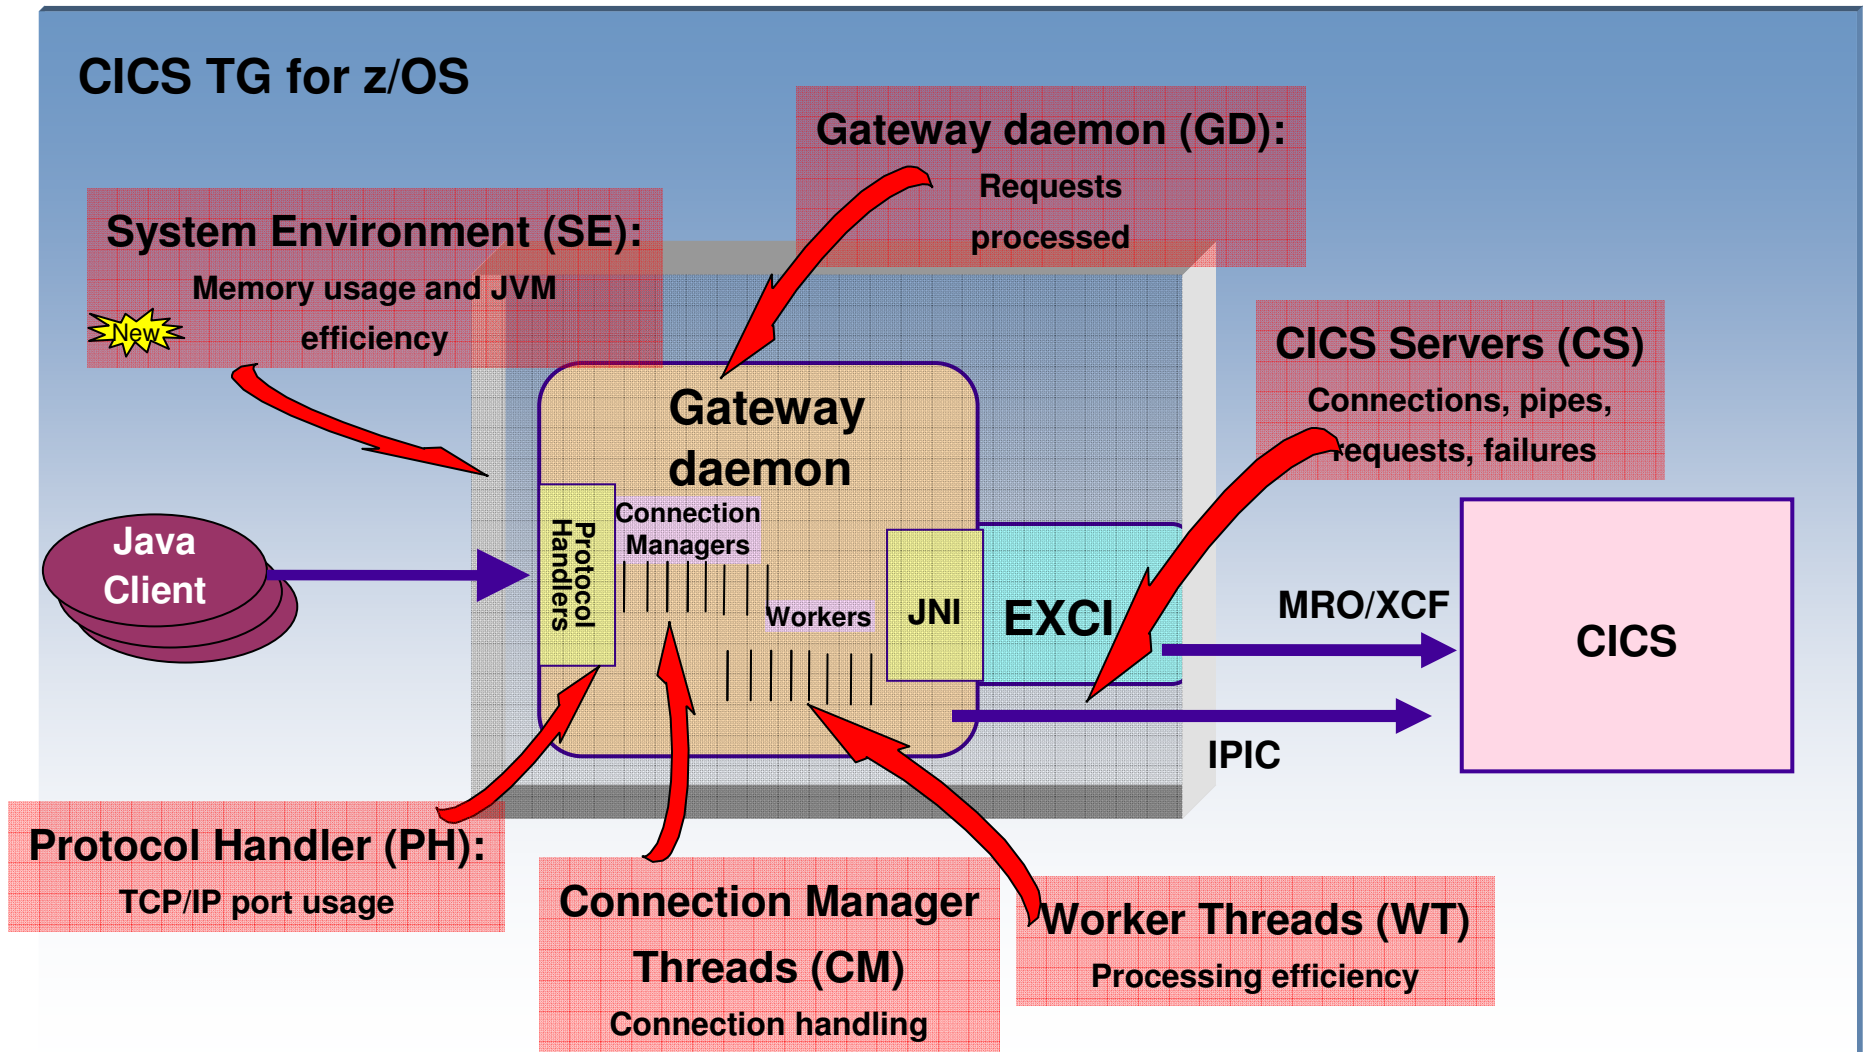 CICS TG for z/OS
Gateway daemon (GD):
Requests
processed
System Environment (SE):
Memory usage and JVM
efficiency
New
CICS Servers (CS)
Connections, pipes,
requests, failures
Gateway
daemon
Connection
Managers
Protocol
Handlers
Workers
Java
Client
JNI
EXCI
MRO/XCF
CICS
IPIC
Protocol Handler (PH):
TCP/IP port usage
Connection Manager
Threads (CM)
Connection handling
Worker Threads (WT)
Processing efficiency